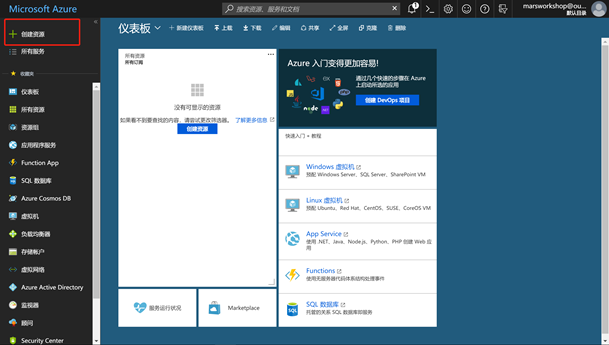 Microsoft Azure
搜索资源、服务和文档
marsworkshop@ou...
默认目录
创建资源
所有服务
收藏夹
仪表板
所有资源
资源组
应用程序服务
Function App
SQL 数据库
Azure Cosmos DB
虚拟机
负载均衡器
存储帐户
虚拟网络
Azure Active Directory
监视器
顾问
Security Center
仪表板
新建仪表板
上载
下载
编辑
共享
全屏
克隆
删除
所有资源
所有订阅
没有可显示的资源
如果看不到要查找的内容，请尝试更改筛选器。 了解更多信息
创建资源
服务运行状况
Marketplace
Azure 入门变得更加容易!
通过几个快速的步骤在 Azure
上启动所选的应用
创建 DevOps 项目
快速入门 + 教程
Windows 虚拟机
预配 Windows Server、SQL Server、SharePoint VM
Linux 虚拟机
预配 Ubuntu、Red Hat、CentOS、SUSE、CoreOS VM
App Service
使用 .NET、Java、Node.js、Python、PHP 创建 Web 应
用
Functions
使用无服务器代码体系结构处理事件
SQL 数据库
托管的关系 SQL 数据库即服务